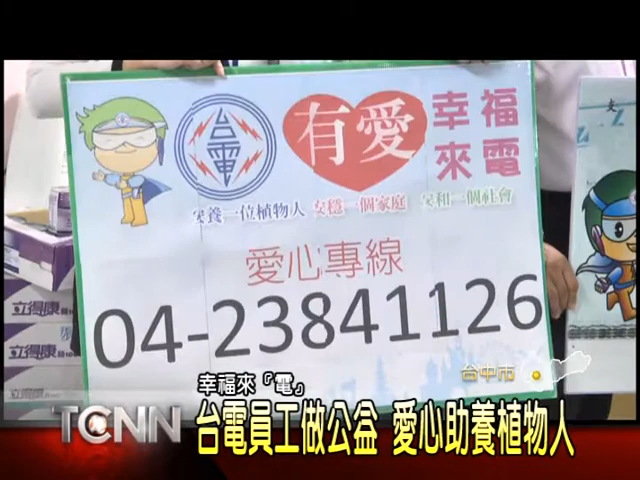 台電 有愛 幸福來電
安養一位植物人 安穩一個家庭 安和一個社會
愛心專線
04-23841126
立得康
立得康
台中市
幸福來『電』
TCNN 台電員工做公益 愛心助養植物人